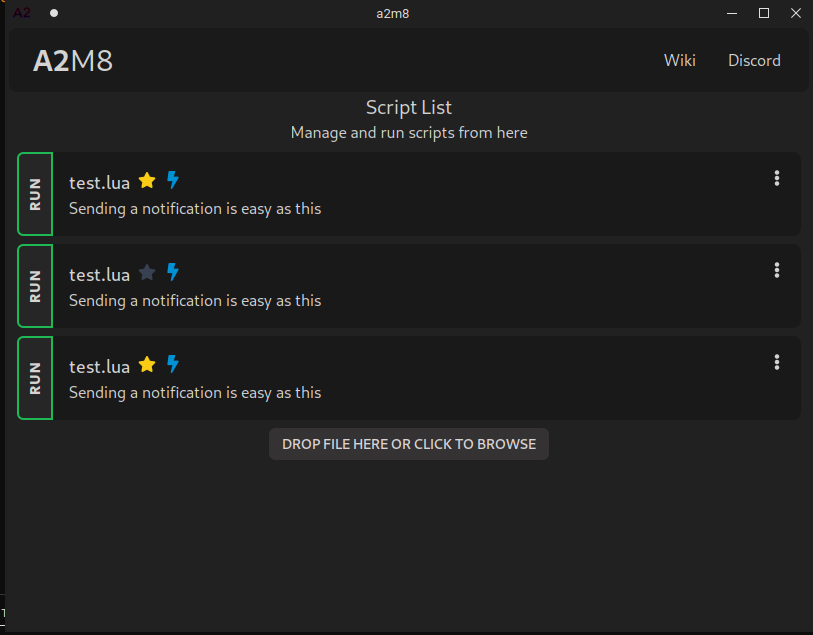 A2
a2m8
A2M8
Wiki
Discord
Script List
Manage and run scripts from here
RUN
test.lua
Sending a notification is easy as this
RUN
test.lua
Sending a notification is easy as this
RUN
test.lua
Sending a notification is easy as this
DROP FILE HERE OR CLICK TO BROWSE